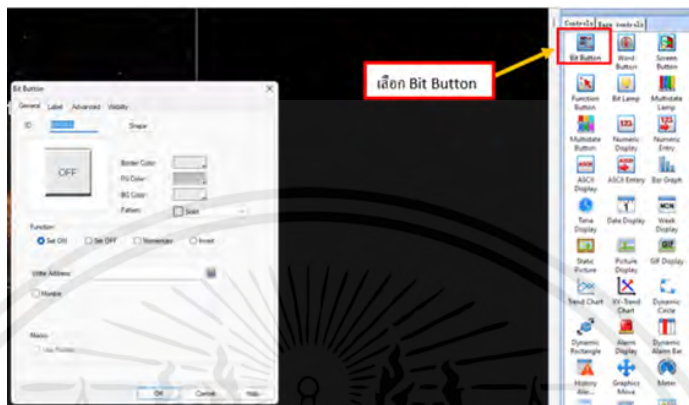 Controls
Bit Button
Word Button
Screen Button
เลือก Bit Button
Function Button
Bit Lamp
Multistate Lamp
Multistate Button
Numeric Display
Numeric Entry
ASCII Display
ASCII Entery
Bar Graph
Time Display
Date Display
Week Display
Static Picture
Picture Display
GIF Display
Trend Chart
XY-Trend Chart
Dynamic Circle
Dynamic Rectangle
Alarm Display
Dynamic Alarm Bar
History Alar...
Graphics Move
Meter
Bit Button
General Label Advanced Visibility
ID
Shape
OFF
Border Color
FG Color
BG Color
Pattern
Solid
Function
Set ON Set OFF Momentary Invert
Write Address
Monitor
Macro
OK Cancel Help